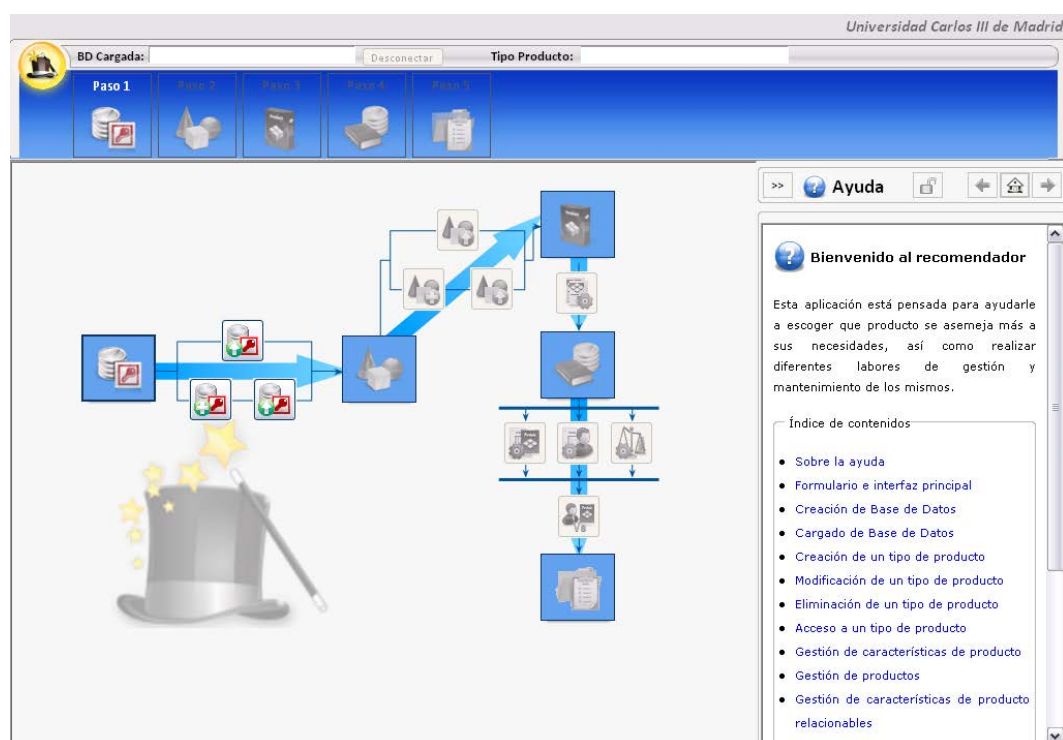 Universidad Carlos III de Madrid
BD Cargada:
Desconectar
Tipo Producto:
Paso 1
Paso 2
Paso 3
Paso 4
Paso 5
>>
Ayuda
Bienvenido al recomendador
Esta aplicación está pensada para ayudarle
a escoger que producto se asemeja más a
sus necesidades, así como realizar
diferentes labores de gestión y
mantenimiento de los mismos.
Índice de contenidos
Sobre la ayuda
Formulario e interfaz principal
Creación de Base de Datos
Cargado de Base de Datos
Creación de un tipo de producto
Modificación de un tipo de producto
Eliminación de un tipo de producto
Acceso a un tipo de producto
Gestión de características de producto
Gestión de productos
Gestión de características de producto
relacionables